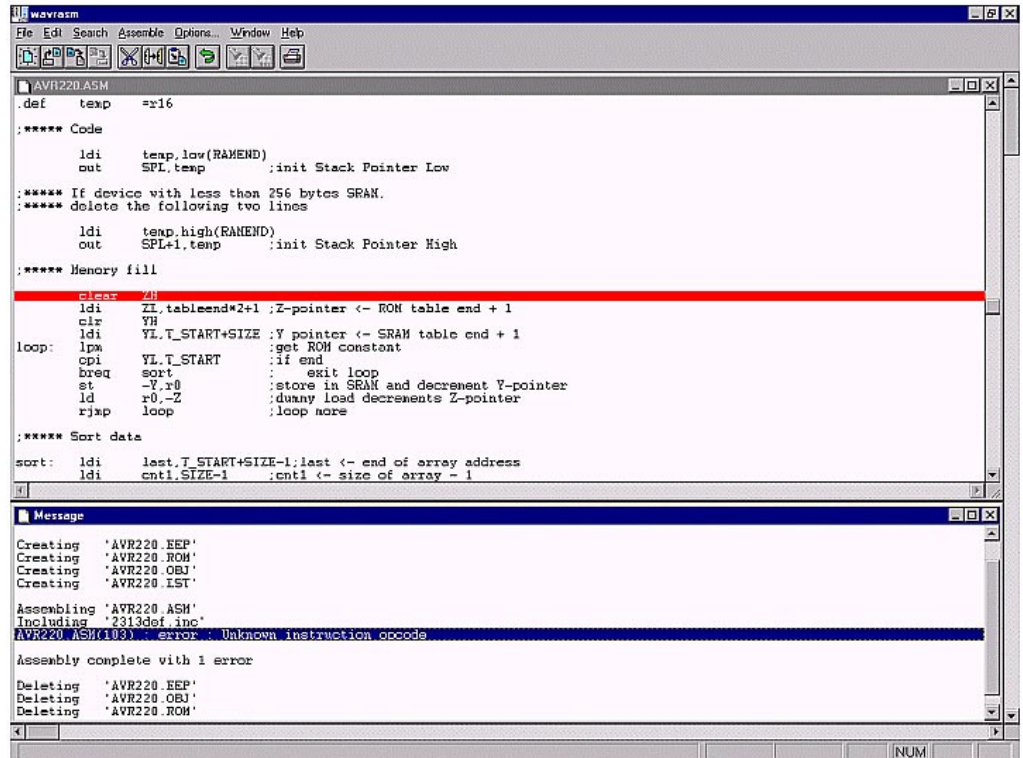 wavrasm
File Edit Search Assemble Options... Window Help
AVR220.ASM
.def temp =r16
;***** Code
ldi temp,low(RAMEND)
out SPL,temp ;init Stack Pointer Low
;***** If device with less than 256 bytes SRAM,
;***** delete the following two lines
ldi temp,high(RAMEND)
out SPL+1,temp ;init Stack Pointer High
;***** Memory fill
clear ZH
ldi ZL,tableend*2+1 ;Z-pointer <- ROM table end + 1
clr YH
ldi YL,T_START+SIZE ;Y pointer <- SRAM table end + 1
loop: lpm ;get ROM constant
cpi YL,T_START ;if end
breq sort ; exit loop
st -Y,r0 ;store in SRAM and decrement Y-pointer
ld r0,-Z ;dummy load decrements Z-pointer
rjmp loop ;loop more
;***** Sort data
sort: ldi last,T_START+SIZE-1;last <- end of array address
ldi cnt1,SIZE-1 ;cnt1 <- size of array - 1
Message
Creating 'AVR220.EEP'
Creating 'AVR220.ROM'
Creating 'AVR220.OBJ'
Creating 'AVR220.LST'
Assembling 'AVR220.ASM'
Including '2313def.inc'
AVR220.ASM(103) : error : Unknown instruction opcode
Assembly complete with 1 error
Deleting 'AVR220.EEP'
Deleting 'AVR220.OBJ'
Deleting 'AVR220.ROM'
NUM